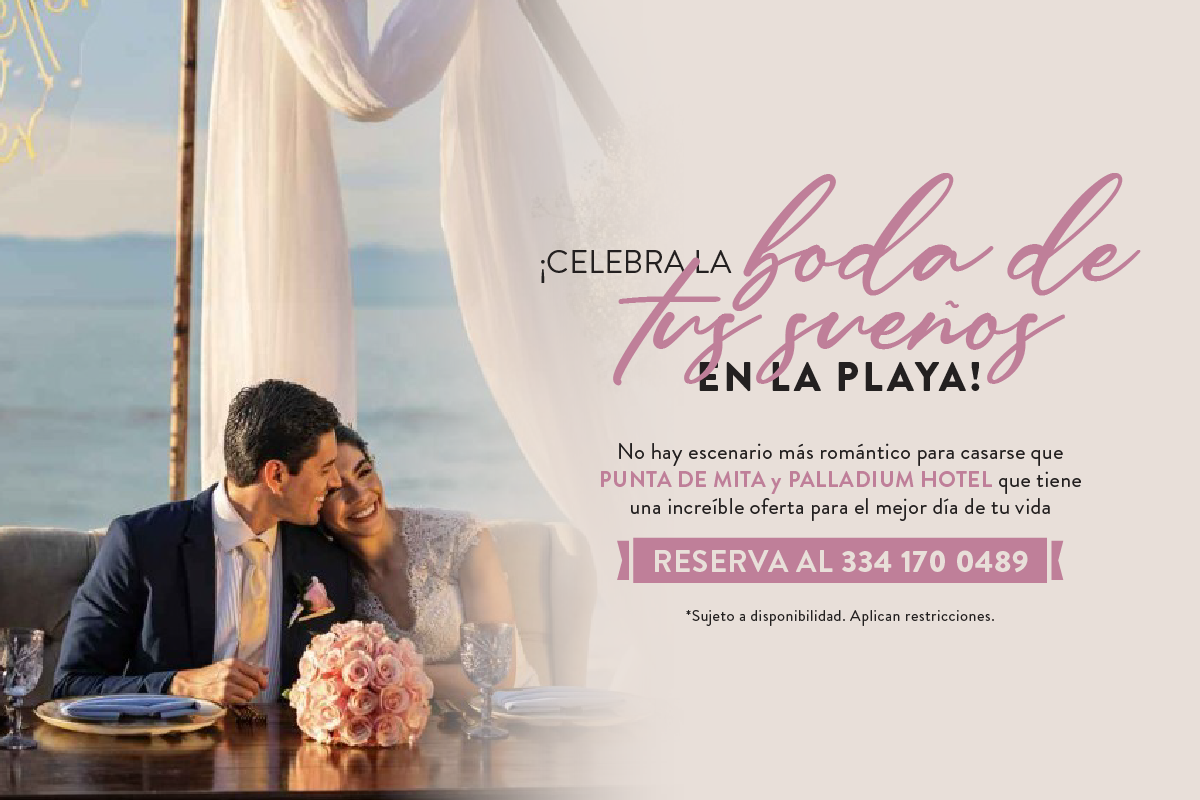 ¡CELEBRA LA boda de
tus sueños
EN LA PLAYA!
No hay escenario más romántico para casarse que
PUNTA DE MITA y PALLADIUM HOTEL que tiene
una increíble oferta para el mejor día de tu vida
RESERVA AL 334 170 0489
*Sujeto a disponibilidad. Aplican restricciones.